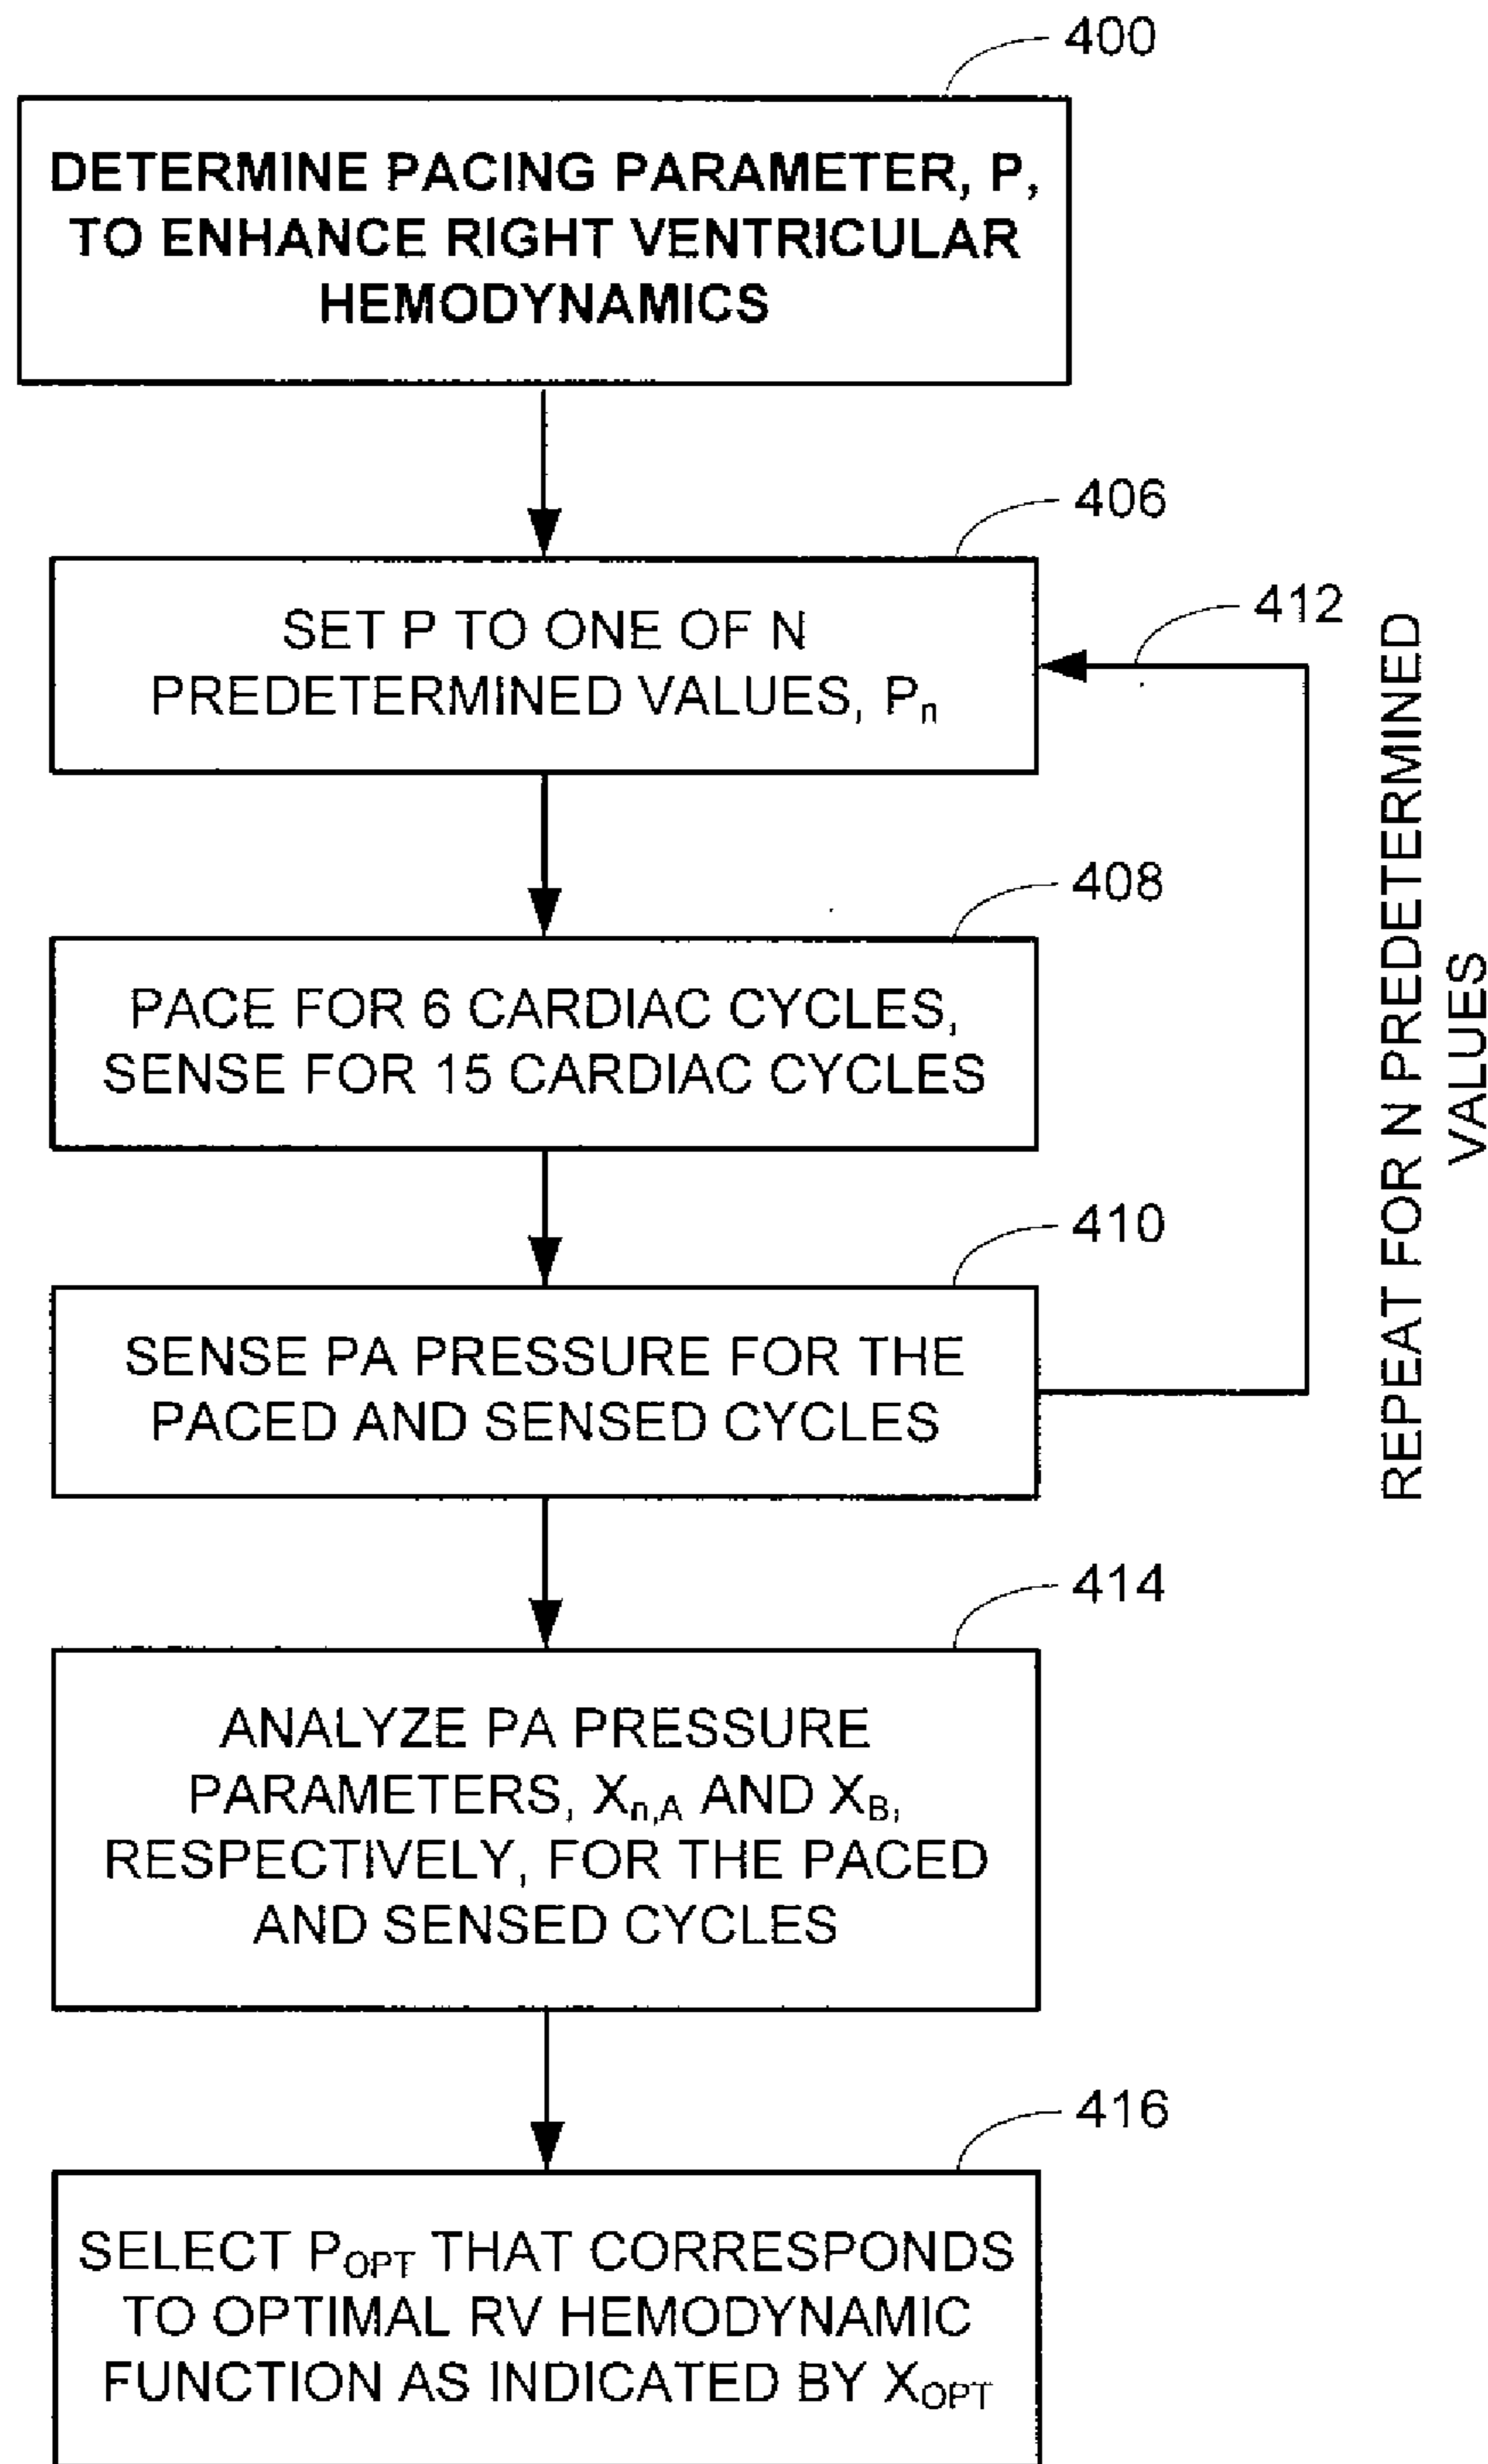 400
DETERMINE PACING PARAMETER, P,
TO ENHANCE RIGHT VENTRICULAR
HEMODYNAMICS
406
SET P TO ONE OF N
PREDETERMINED VALUES, Pn
412
REPEAT FOR N PREDETERMINED
VALUES
408
PACE FOR 6 CARDIAC CYCLES,
SENSE FOR 15 CARDIAC CYCLES
410
SENSE PA PRESSURE FOR THE
PACED AND SENSED CYCLES
414
ANALYZE PA PRESSURE
PARAMETERS, Xn,A AND XB,
RESPECTIVELY, FOR THE PACED
AND SENSED CYCLES
416
SELECT POPT THAT CORRESPONDS
TO OPTIMAL RV HEMODYNAMIC
FUNCTION AS INDICATED BY XOPT